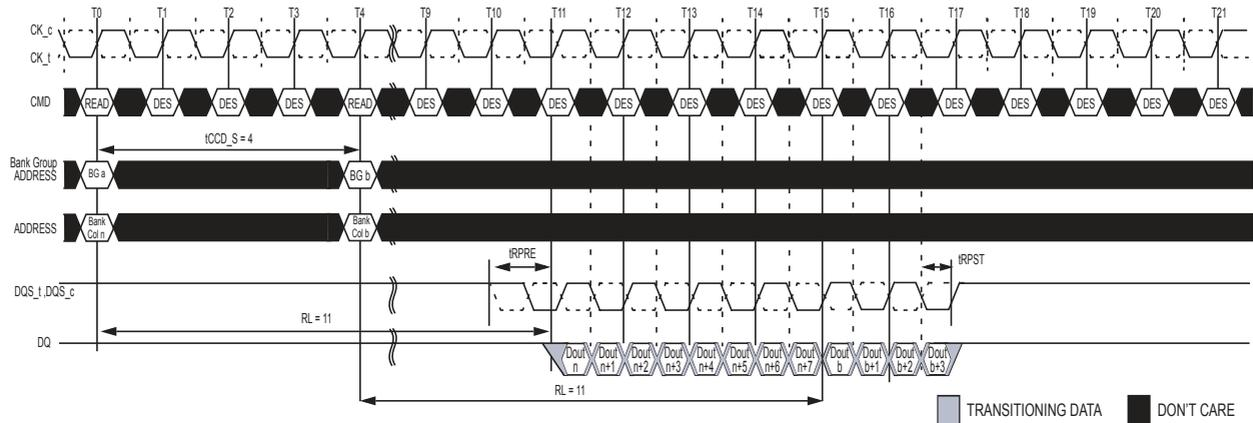 T0 T1 T2 T3 T4 T9 T10 T11 T12 T13 T14 T15 T16 T17 T18 T19 T20 T21
CK_c
CK_t
CMD READ DES DES DES READ DES DES DES DES DES DES DES DES DES DES DES DES DES
tCCD_S = 4
Bank Group
ADDRESS BG a BG b
ADDRESS Bank Col n Bank Col b
tRPRE tRPST
DQS_t ,DQS_c
RL = 11
DQ Dout n Dout n+1 Dout n+2 Dout n+3 Dout n+4 Dout n+5 Dout n+6 Dout n+7 Dout b Dout b+1 Dout b+2 Dout b+3
RL = 11
TRANSITIONING DATA DON'T CARE